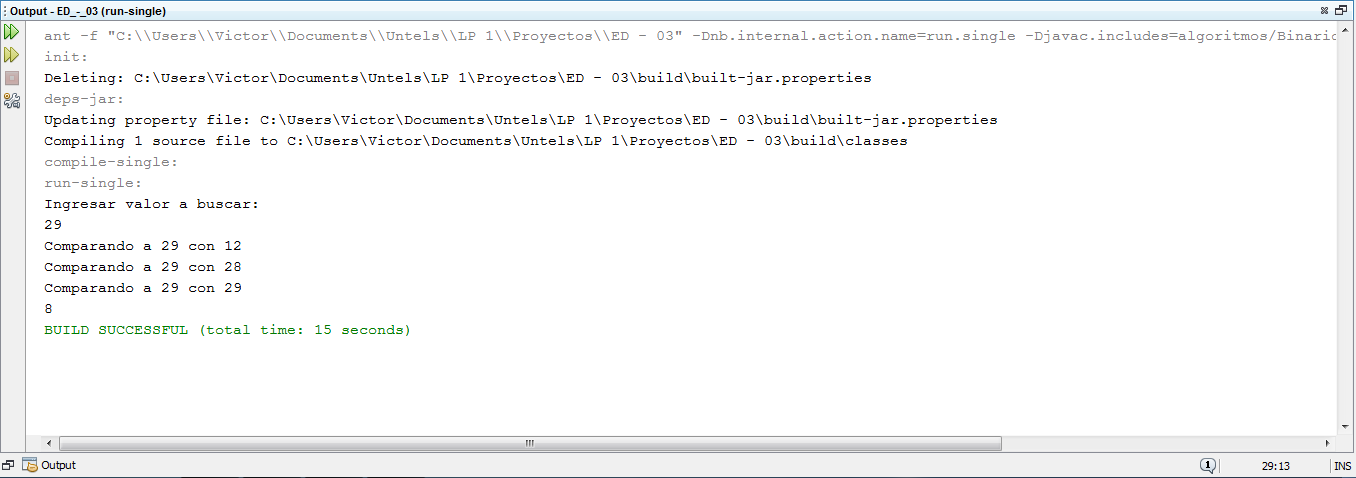 Output - ED_-_03 (run-single)
ant -f "C:\\Users\\Victor\\Documents\\Untels\\LP 1\\Proyectos\\ED - 03" -Dnb.internal.action.name=run.single -Djavac.includes=algoritmos/Binario
init:
Deleting: C:\Users\Victor\Documents\Untels\LP 1\Proyectos\ED - 03\build\built-jar.properties
deps-jar:
Updating property file: C:\Users\Victor\Documents\Untels\LP 1\Proyectos\ED - 03\build\built-jar.properties
Compiling 1 source file to C:\Users\Victor\Documents\Untels\LP 1\Proyectos\ED - 03\build\classes
compile-single:
run-single:
Ingresar valor a buscar:
29
Comparando a 29 con 12
Comparando a 29 con 28
Comparando a 29 con 29
8
BUILD SUCCESSFUL (total time: 15 seconds)
Output 1 29:13 INS